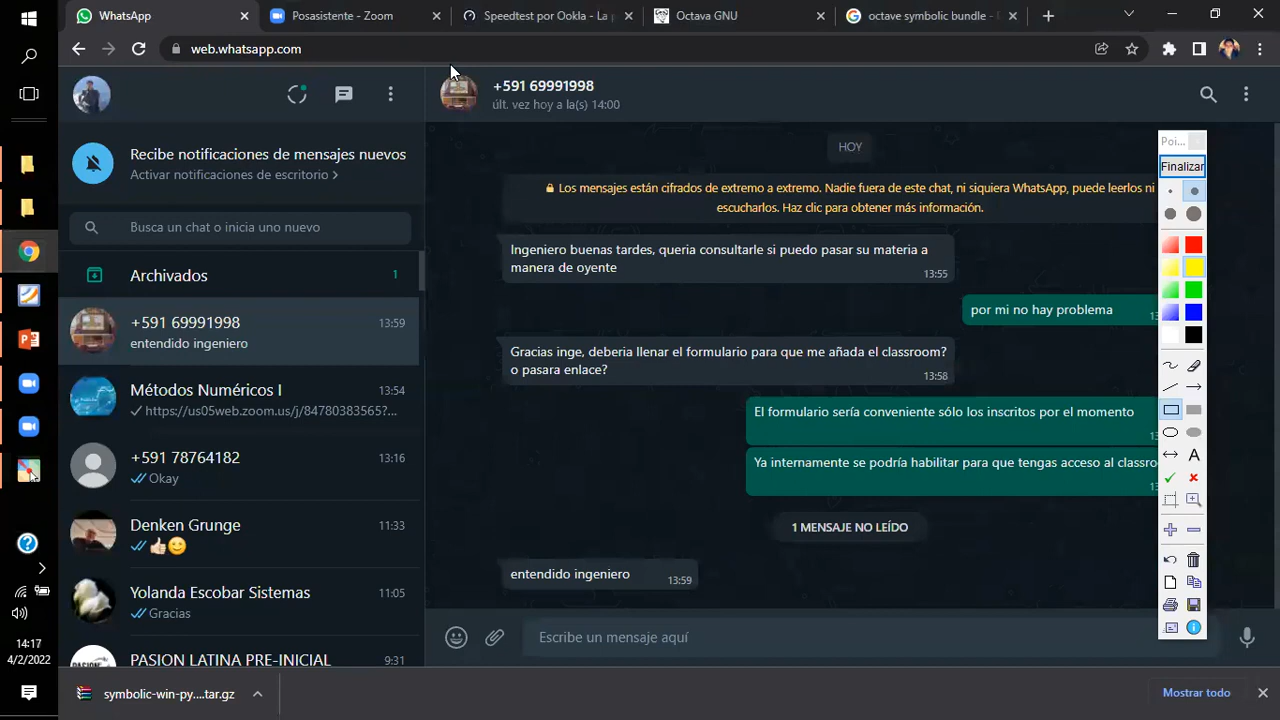 WhatsApp
Posasistente - Zoom
Speedtest por Ookla - La p
Octava GNU
octave symbolic bundle -
web.whatsapp.com
+591 69991998
últ. vez hoy a la(s) 14:00
Recibe notificaciones de mensajes nuevos
Activar notificaciones de escritorio >
Busca un chat o inicia uno nuevo
Archivados 1
+591 69991998 13:59
entendido ingeniero
Métodos Numéricos I 13:54
https://us05web.zoom.us/j/84780383565?...
+591 78764182 13:16
Okay
Denken Grunge 11:33
Yolanda Escobar Sistemas 11:05
Gracias
PASION LATINA PRE-INICIAL 9:31
HOY
Los mensajes están cifrados de extremo a extremo. Nadie fuera de este chat, ni siquiera WhatsApp, puede leerlos ni
escucharlos. Haz clic para obtener más información.
Ingeniero buenas tardes, queria consultarle si puedo pasar su materia a
manera de oyente
13:55
por mi no hay problema
13
Gracias inge, deberia llenar el formulario para que me añada el classroom?
o pasara enlace?
13:58
El formulario sería conveniente sólo los inscritos por el momento
13
Ya internamente se podría habilitar para que tengas acceso al classro
13
1 MENSAJE NO LEÍDO
entendido ingeniero
13:59
Escribe un mensaje aquí
Poi...
Finalizar
A
14:17
4/2/2022
symbolic-win-py....tar.gz
Mostrar todo